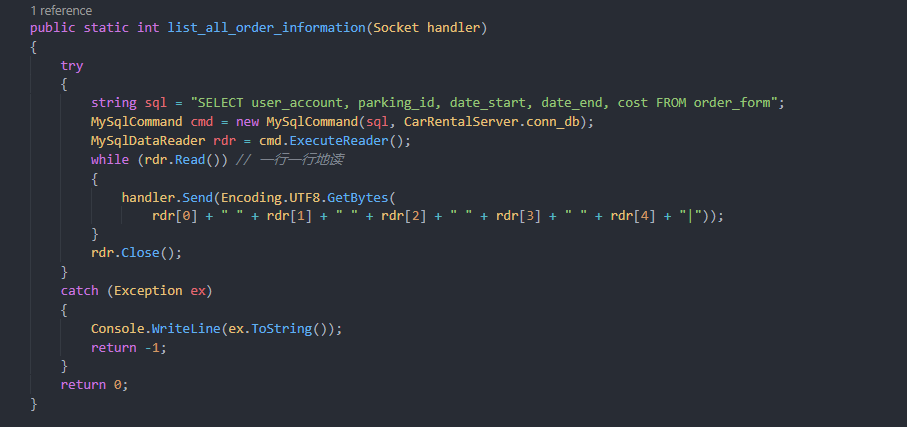 1 reference
public static int list_all_order_information(Socket handler)
{
try
{
string sql = "SELECT user_account, parking_id, date_start, date_end, cost FROM order_form";
MySqlCommand cmd = new MySqlCommand(sql, CarRentalServer.conn_db);
MySqlDataReader rdr = cmd.ExecuteReader();
while (rdr.Read()) // 一行一行地读
{
handler.Send(Encoding.UTF8.GetBytes(
rdr[0] + " " + rdr[1] + " " + rdr[2] + " " + rdr[3] + " " + rdr[4] + "|"));
}
rdr.Close();
}
catch (Exception ex)
{
Console.WriteLine(ex.ToString());
return -1;
}
return 0;
}